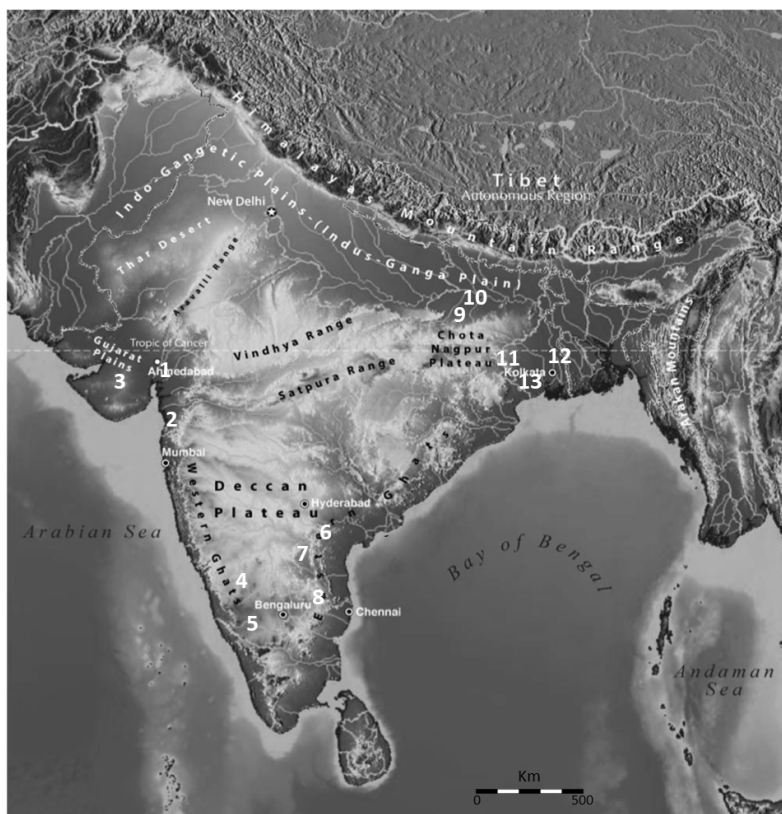 Himalayas Mountain Range
Tibet
Autonomous Region
Indo-Gangetic Plains-(Indus-Ganga Plain)
New Delhi
Thar Desert
Aravalli Range
10
9
Tropic of Cancer
Gujarat
Plains
1
Ahmedabad
3
Vindhya Range
Satpura Range
Chota
Nagpur
Plateau
11
12
Kolkata
13
Arakan Mountains
2
Mumbai
Western Ghats
Deccan
Plateau
Hyderabad
Eastern Ghats
Arabian Sea
Bay of Bengal
6
7
4
8
Bengaluru
Chennai
5
Andaman
Sea
Km
0
500